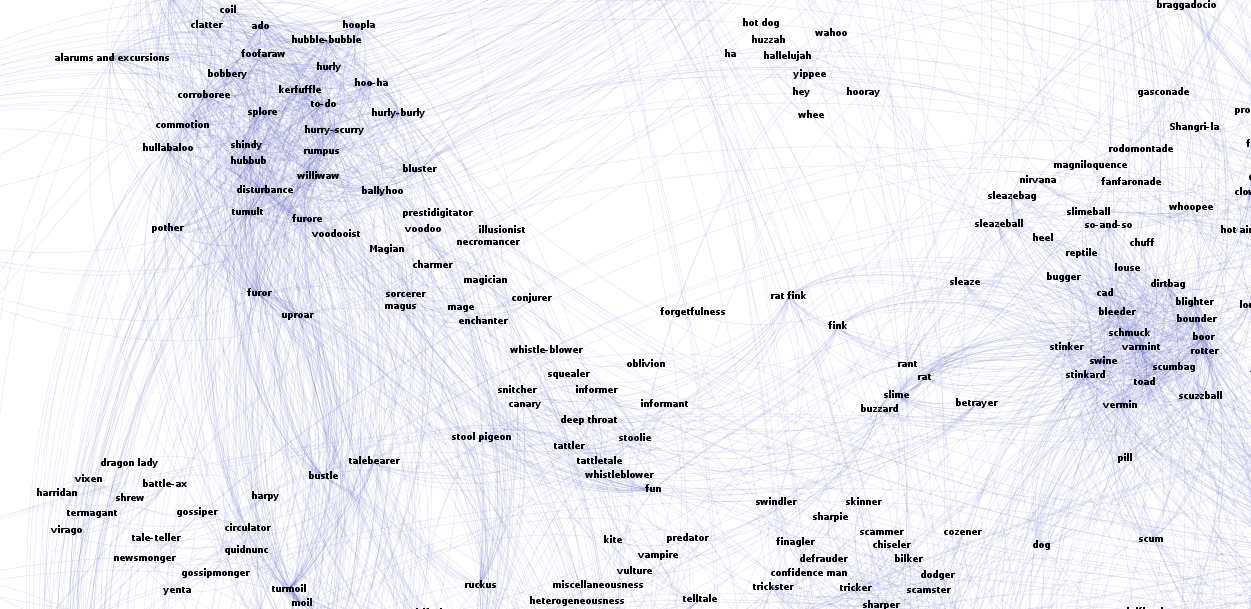 coil
braggadocio
clatter
ado
hoopla
hot dog
wahoo
hubble-bubble
huzzah
foofaraw
ha
hallelujah
alarums and excursions
hurly
bobbery
yippee
hoo-ha
kerfuffle
hey
hooray
gasconade
corroboree
to-do
splore
hurly-burly
whee
pro
commotion
hurry-scurry
Shangri-la
shindy
hullabaloo
rumpus
rodomontade
hubbub
bluster
magniloquence
williwaw
nirvana
fanfaronade
disturbance
ballyhoo
sleazebag
clov
tumult
furore
prestidigitator
slimeball
whoopee
pother
voodooist
voodoo
illusionist
sleazeball
so-and-so
hot air
necromancer
heel
chuff
Magian
reptile
charmer
louse
magician
bugger
sleaze
dirtbag
furor
sorcerer
conjurer
rat fink
cad
blighter
magus
mage
lou
uproar
enchanter
forgetfulness
bleeder
bounder
fink
schmuck
boor
whistle-blower
stinker
varmint
rotter
oblivion
rant
swine
scumbag
squealer
rat
stinkard
toad
snitcher
informer
slime
scuzzball
canary
informant
buzzard
betrayer
vermin
deep throat
stool pigeon
stoolie
tattler
dragon lady
talebearer
tattletale
pill
vixen
battle-ax
bustle
whistleblower
harridan
shrew
harpy
fun
termagant
gossiper
swindler
skinner
virago
circulator
sharpie
tale-teller
kite
predator
finagler
scammer
cozener
dog
scum
newsmonger
quidnunc
vampire
chiseler
defrauder
bilker
gossipmonger
vulture
confidence man
dodger
yenta
turmoil
ruckus
miscellaneousness
trickster
tricker
scamster
moil
heterogeneousness
telltale
sharper